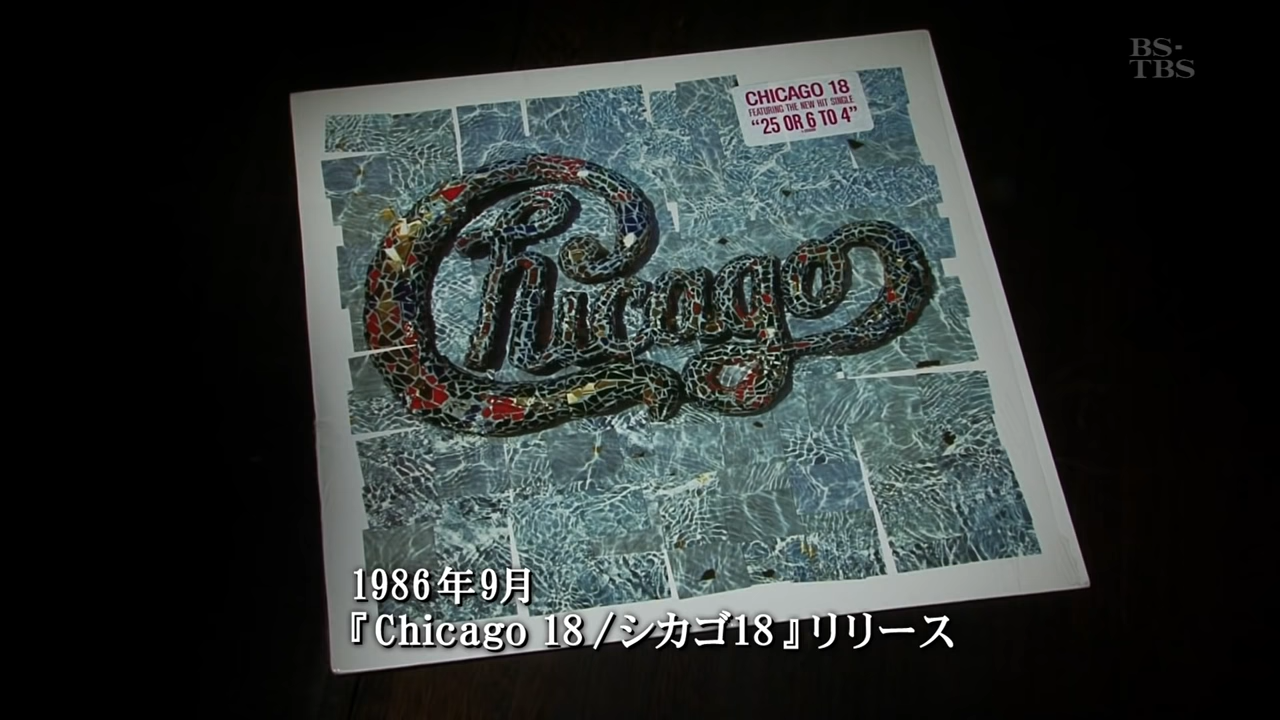 BS-
TBS
CHICAGO 18
FEATURING THE NEW HIT SINGLE
"25 OR 6 TO 4"
Chicago
1986年9月
『Chicago 18/シカゴ18』リリース